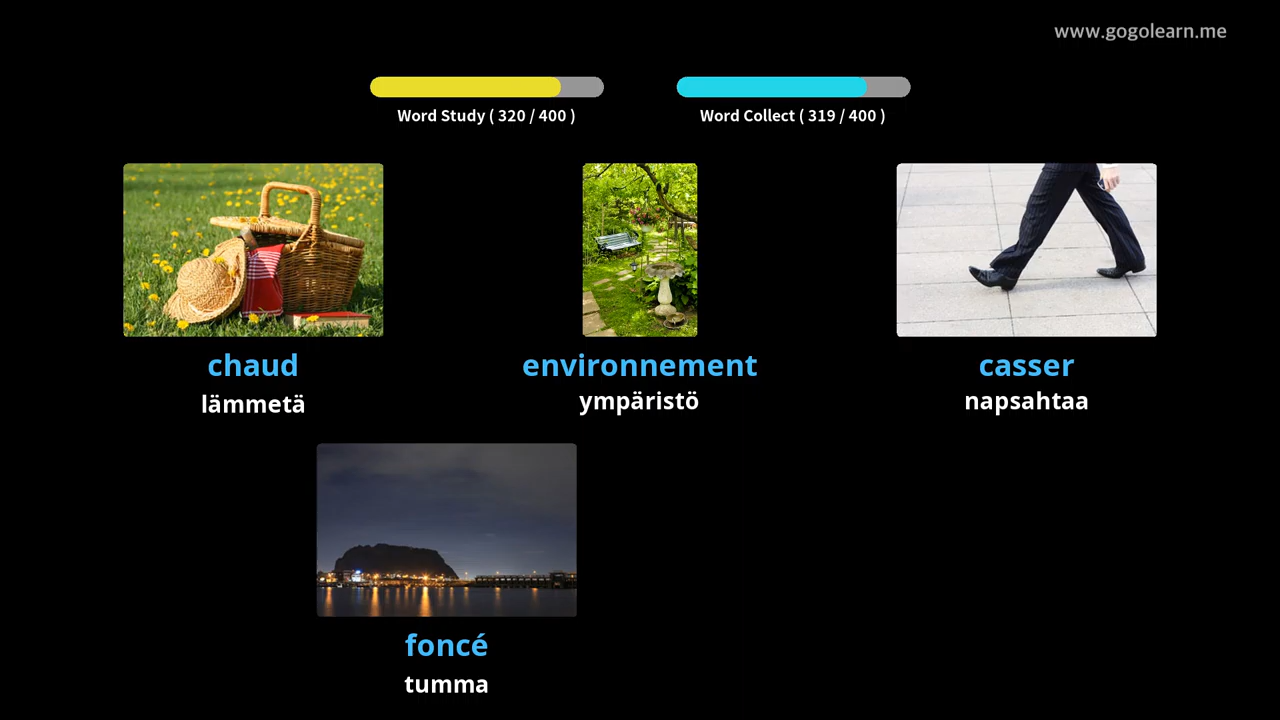 www.gogolearn.me
Word Study ( 320 / 400 )
Word Collect ( 319 / 400 )
chaud
lämmetä
environnement
ympäristö
casser
napsahtaa
foncé
tumma